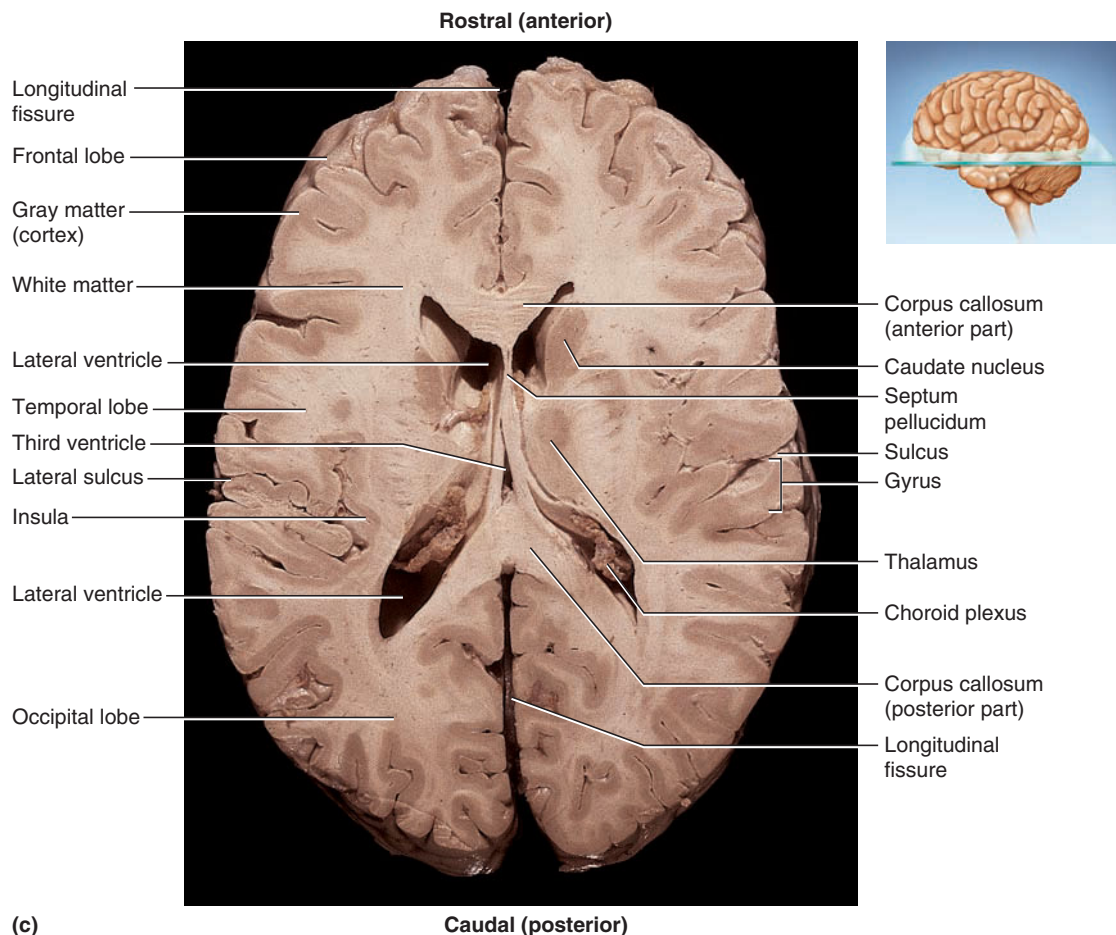 Rostral (anterior)
Longitudinal
fissure
Frontal lobe
Gray matter
(cortex)
White matter
Lateral ventricle
Temporal lobe
Third ventricle
Lateral sulcus
Insula
Lateral ventricle
Occipital lobe
Corpus callosum
(anterior part)
Caudate nucleus
Septum
pellucidum
Sulcus
Gyrus
Thalamus
Choroid plexus
Corpus callosum
(posterior part)
Longitudinal
fissure
(c)
Caudal (posterior)